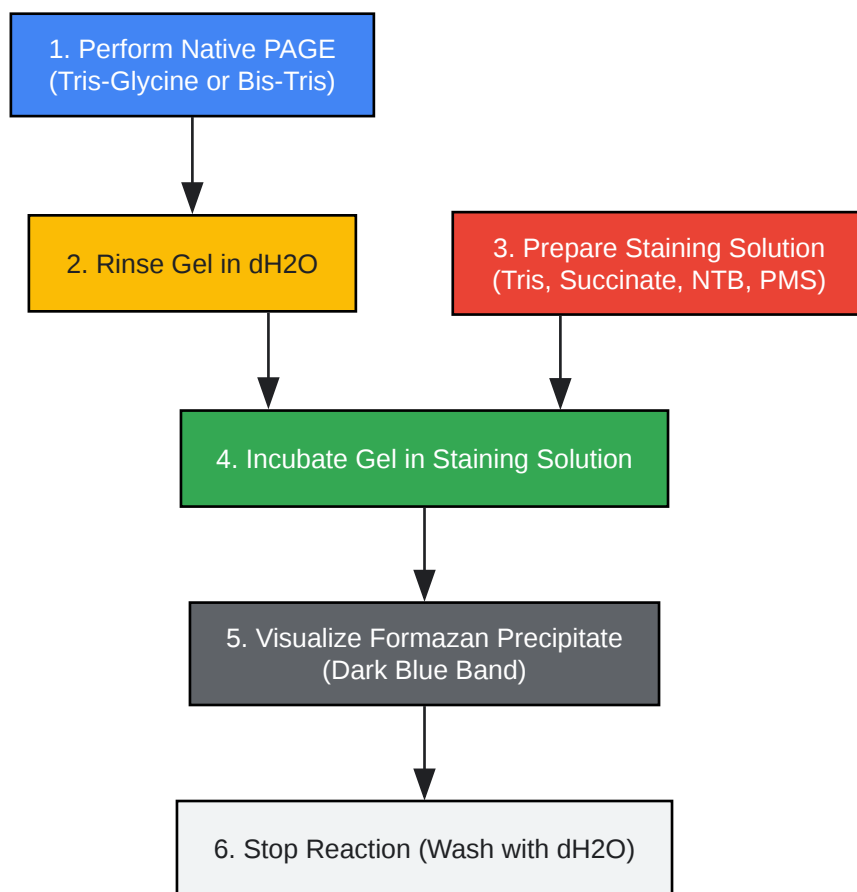 1. Perform Native PAGE
(Tris-Glycine or Bis-Tris)
2. Rinse Gel in dH2O
3. Prepare Staining Solution
(Tris, Succinate, NTB, PMS)
4. Incubate Gel in Staining Solution
5. Visualize Formazan Precipitate
(Dark Blue Band)
6. Stop Reaction (Wash with dH2O)